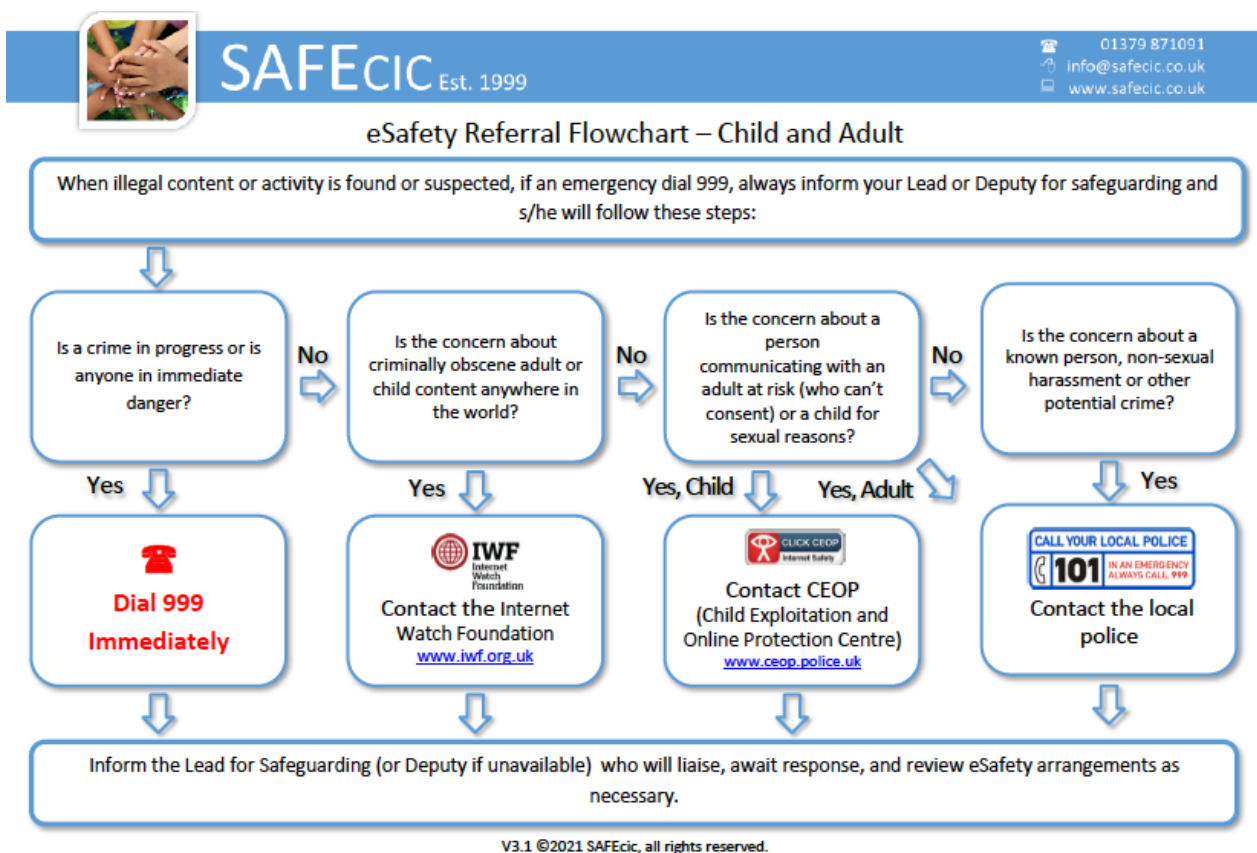 SAFECIC Est. 1999
01379 871091
info@safecic.co.uk
www.safecic.co.uk
eSafety Referral Flowchart – Child and Adult
When illegal content or activity is found or suspected, if an emergency dial 999, always inform your Lead or Deputy for safeguarding and
s/he will follow these steps:
Is a crime in progress or is
anyone in immediate
danger?
No
Is the concern about
criminally obscene adult or
child content anywhere in
the world?
No
Is the concern about a
person
communicating with an
adult at risk (who can't
consent) or a child for
sexual reasons?
No
Is the concern about a
known person, non-sexual
harassment or other
potential crime?
Yes
Yes
Yes, Child
Yes, Adult
Yes
Dial 999
Immediately
IWF
Internet
Watch
Foundation
Contact the Internet
Watch Foundation
www.iwf.org.uk
CLICK CEOP
Internet Safety
Contact CEOP
(Child Exploitation and
Online Protection Centre)
www.ceop.police.uk
CALL YOUR LOCAL POLICE
101
IN AN EMERGENCY
ALWAYS CALL 999
Contact the local
police
Inform the Lead for Safeguarding (or Deputy if unavailable) who will liaise, await response, and review eSafety arrangements as
necessary.
V3.1 ©2021 SAFEcic, all rights reserved.